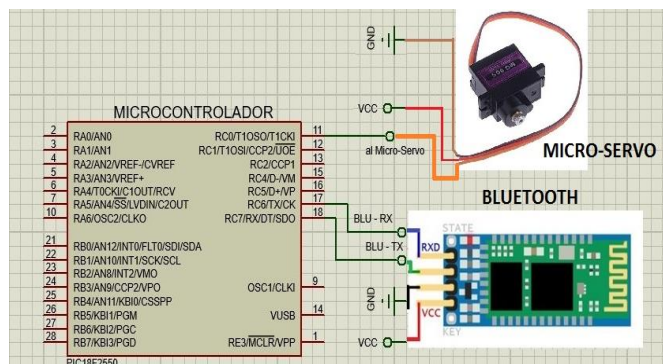 MICROCONTROLADOR
2 RA0/AN0
3 RA1/AN1
4 RA2/AN2/VREF-/CVREF
5 RA3/AN3/VREF+
6 RA4/T0CKI/C1OUT/RCV
7 RA5/AN4/SS/LVDIN/C2OUT
10 RA6/OSC2/CLKO
21 RB0/AN12/INT0/FLT0/SDI/SDA
22 RB1/AN10/INT1/SCK/SCL
23 RB2/AN8/INT2/VMO
24 RB3/AN9/CCP2/VPO
25 RB4/AN11/KBI0/CSSPP
26 RB5/KBI1/PGM
27 RB6/KBI2/PGC
28 RB7/KBI3/PGD
RC0/T1OSO/T1CKI 11
RC1/T1OSI/CCP2/UOE 12
RC2/CCP1 13
RC4/D-/VM 15
RC5/D+/VP 16
RC6/TX/CK 17
RC7/RX/DT/SDO 18
OSC1/CLKI 9
VUSB 14
RE3/MCLR/VPP 1
PIC18F2550
GND
VCC
al Micro-Servo
MICRO-SERVO
BLUETOOTH
BLU - RX
BLU - TX
GND
VCC
STATE
RXD
VCC
KEY